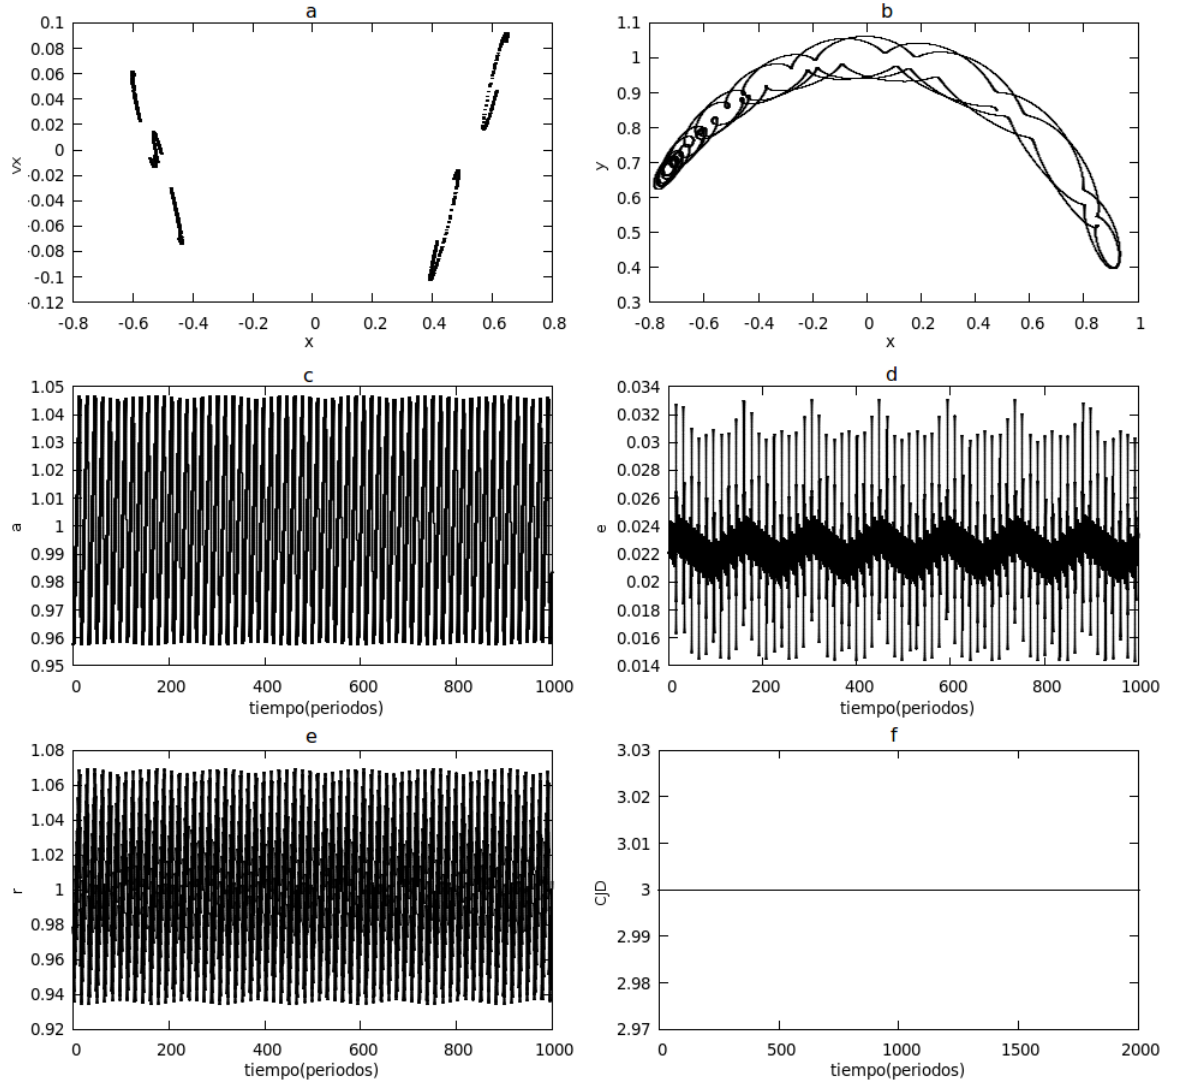 a
0.1
0.08
0.06
0.04
0.02
0
-0.02
-0.04
-0.06
-0.08
-0.1
-0.12
vx
-0.8 -0.6 -0.4 -0.2 0 0.2 0.4 0.6 0.8
x
b
1.1
1
0.9
0.8
0.7
0.6
0.5
0.4
0.3
y
-0.8 -0.6 -0.4 -0.2 0 0.2 0.4 0.6 0.8 1
x
c
1.05
1.04
1.03
1.02
1.01
1
0.99
0.98
0.97
0.96
0.95
a
0 200 400 600 800 1000
tiempo(periodos)
d
0.034
0.032
0.03
0.028
0.026
0.024
0.022
0.02
0.018
0.016
0.014
e
0 200 400 600 800 1000
tiempo(periodos)
e
1.08
1.06
1.04
1.02
1
0.98
0.96
0.94
0.92
r
0 200 400 600 800 1000
tiempo(periodos)
f
3.03
3.02
3.01
3
2.99
2.98
2.97
CJD
0 500 1000 1500 2000
tiempo(periodos)